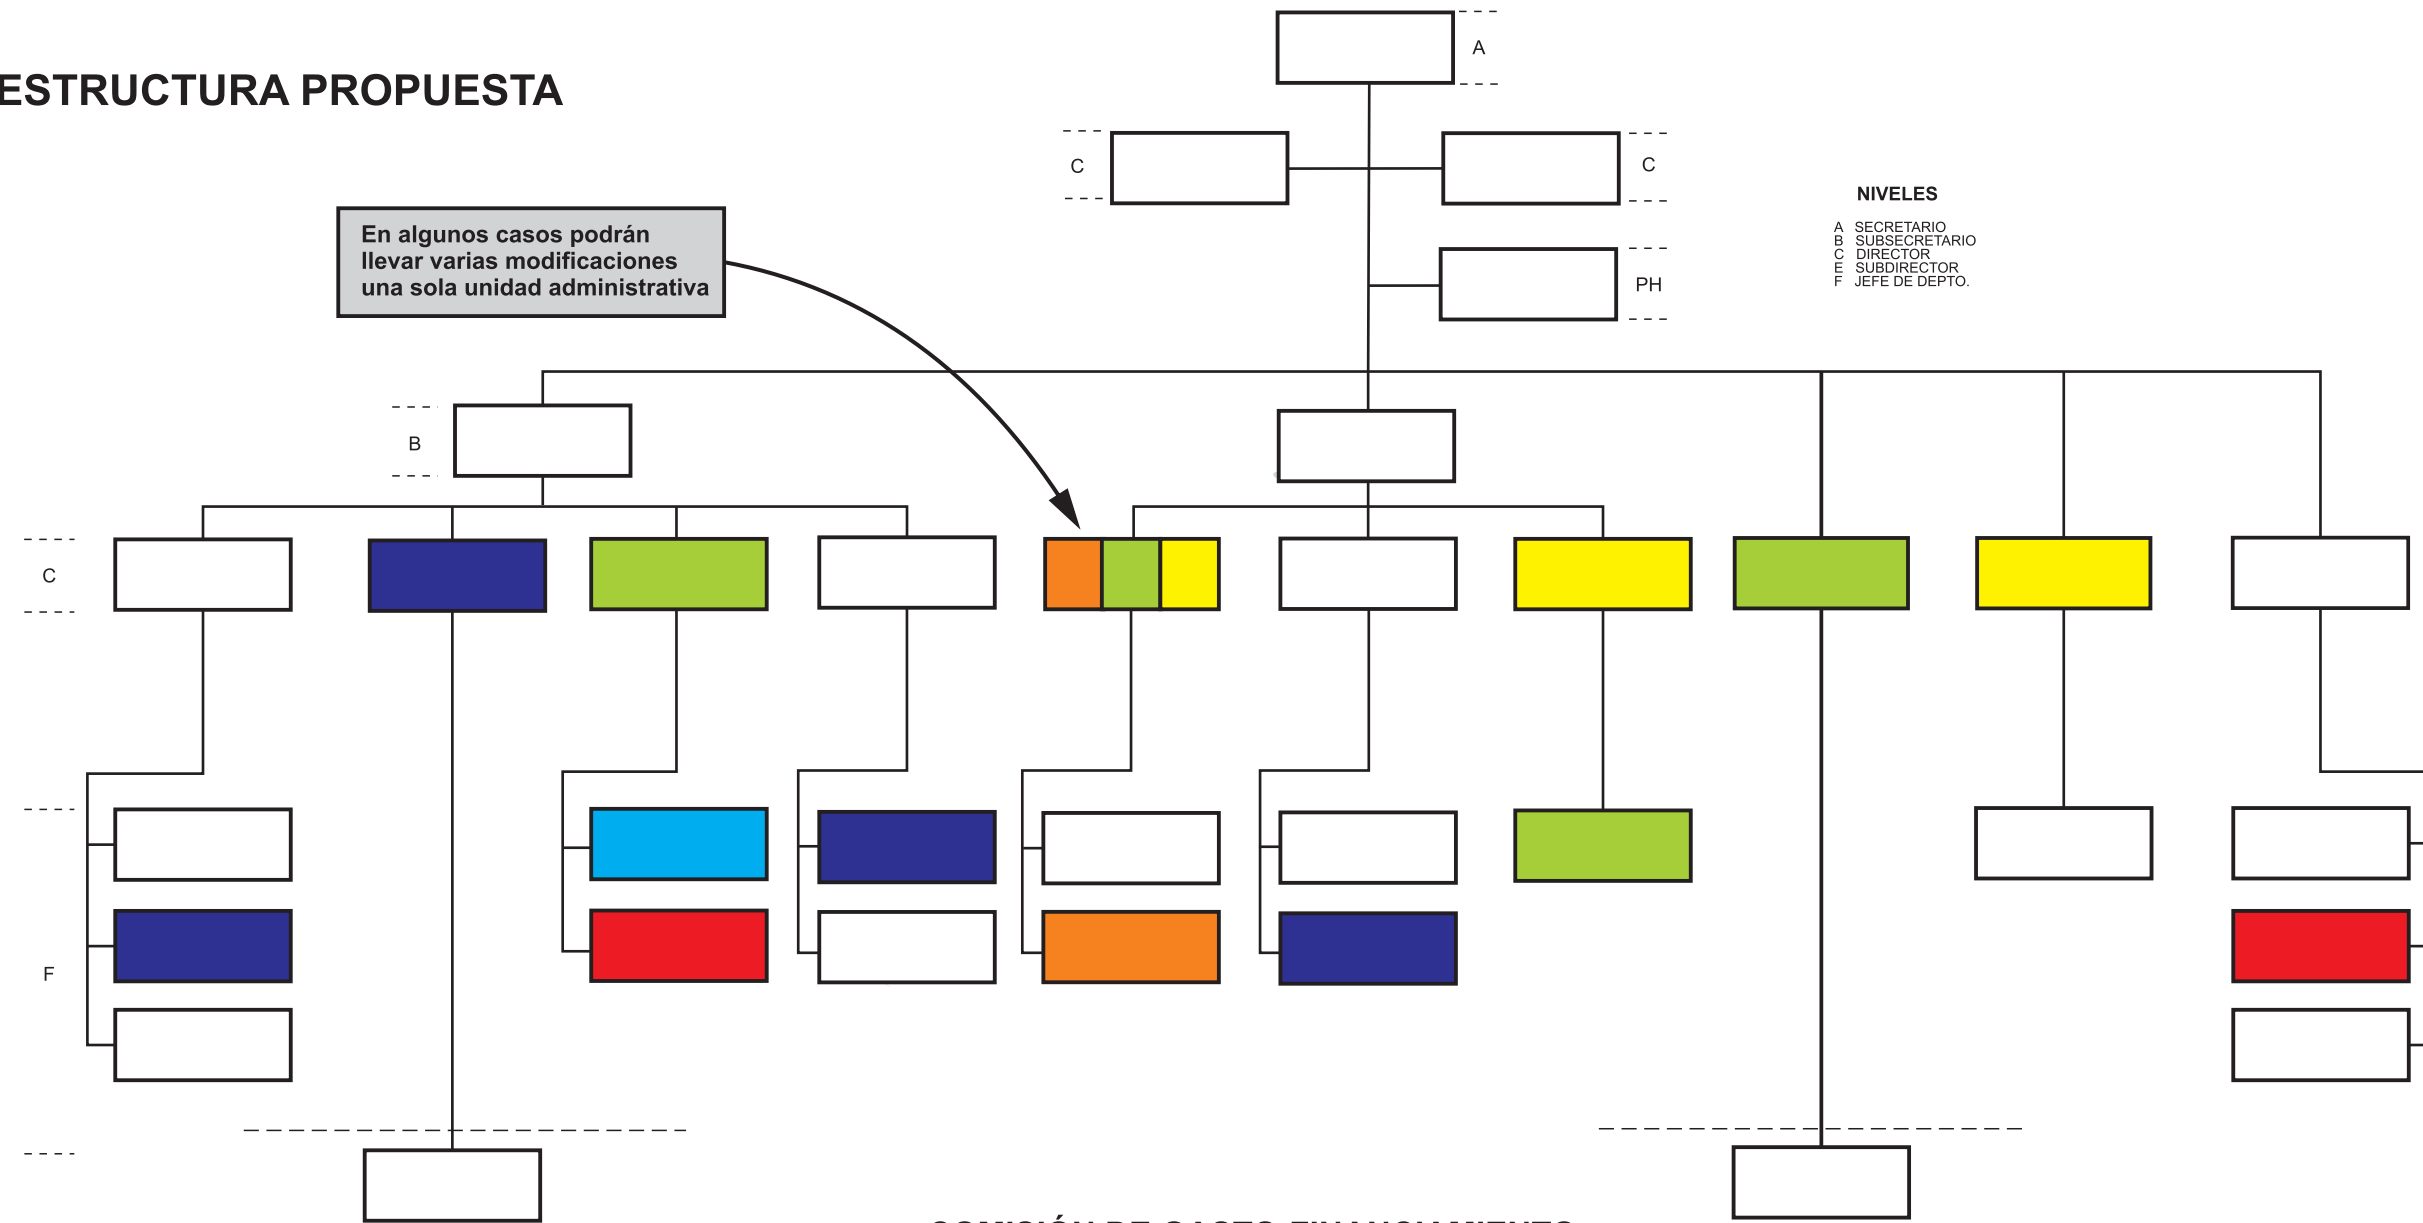 A
ESTRUCTURA PROPUESTA
C
C
NIVELES
A SECRETARIO
B SUBSECRETARIO
C DIRECTOR
E SUBDIRECTOR
F JEFE DE DEPTO.
En algunos casos podrán
llevar varias modificaciones
una sola unidad administrativa
PH
B
C
F